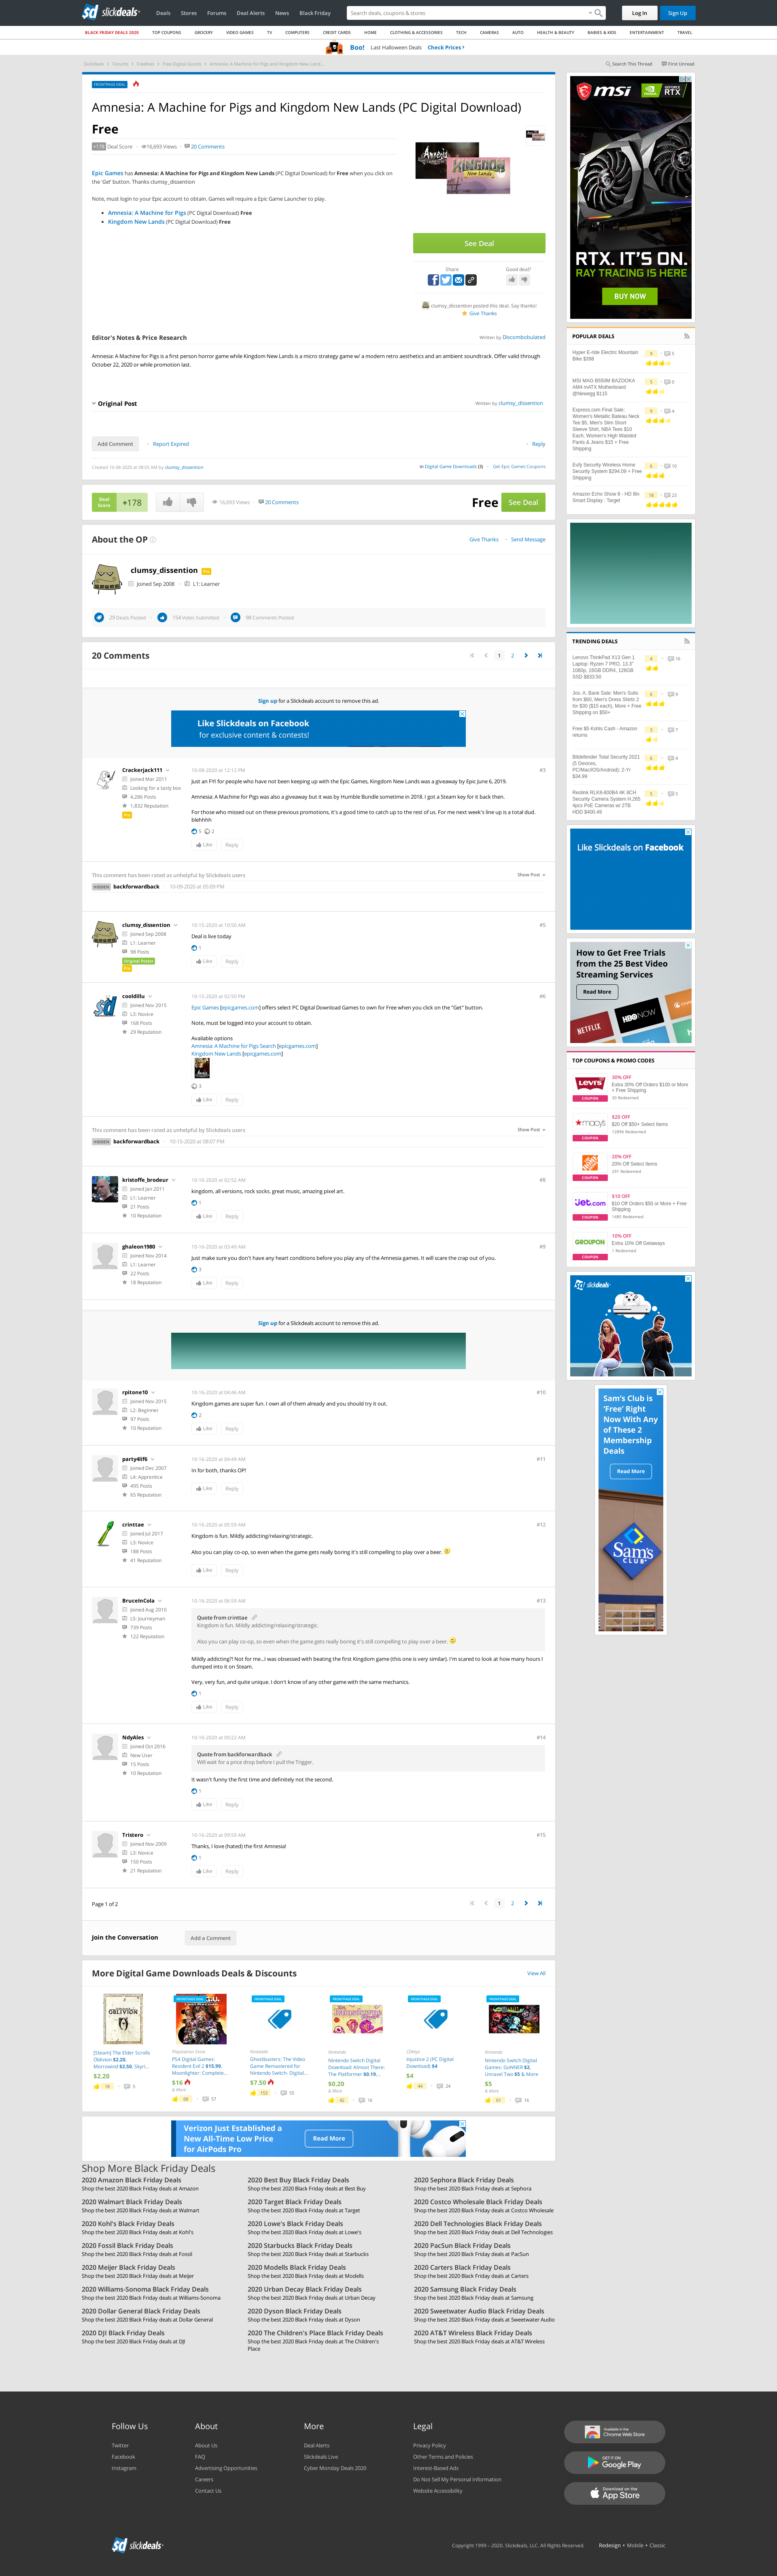 sd slickdeals
Deals Stores Forums Deal Alerts News Black Friday
Search deals, coupons & stores
Log In Sign Up
BLACK FRIDAY DEALS 2020 TOP COUPONS GROCERY VIDEO GAMES TV COMPUTERS CREDIT CARDS HOME CLOTHING & ACCESSORIES TECH CAMERAS AUTO HEALTH & BEAUTY BABIES & KIDS ENTERTAINMENT TRAVEL
Boo! Last Halloween Deals Check Prices ›
Slickdeals > Forums > Freebies > Free Digital Goods > Amnesia: A Machine for Pigs and Kingdom New Land...
Search This Thread First Unread
FRONTPAGE DEAL
Amnesia: A Machine for Pigs and Kingdom New Lands (PC Digital Download)
Free
+178 Deal Score 16,693 Views 20 Comments
Epic Games has Amnesia: A Machine for Pigs and Kingdom New Lands (PC Digital Download) for Free when you click on
the 'Get' button. Thanks clumsy_dissention
Note, must login to your Epic account to obtain. Games will require a Epic Game Launcher to play.
Amnesia: A Machine for Pigs (PC Digital Download) Free
Kingdom New Lands (PC Digital Download) Free
See Deal
Share Good deal?
clumsy_dissention posted this deal. Say thanks!
Give Thanks
Editor's Notes & Price Research
Written by Discombobulated
Amnesia: A Machine for Pigs is a first person horror game while Kingdom New Lands is a micro strategy game w/ a modern retro aesthetics and an ambient soundtrack. Offer valid through
October 22, 2020 or while promotion last.
Original Post
Written by clumsy_dissention
Add Comment Report Expired Reply
Created 10-08-2020 at 08:59 AM by clumsy_dissention
in Digital Game Downloads (3) Get Epic Games Coupons
Deal Score +178 16,693 Views 20 Comments Free See Deal
About the OP
Give Thanks Send Message
clumsy_dissention Pro
Joined Sep 2008 L1: Learner
29 Deals Posted 154 Votes Submitted 98 Comments Posted
20 Comments
1 2
Sign up for a Slickdeals account to remove this ad.
Like Slickdeals on Facebook
for exclusive content & contests!
Crackerjack111
Joined Mar 2011
Looking for a tasty box
4,286 Posts
1,832 Reputation
Pro
10-08-2020 at 12:12 PM #3
Just an FYI for people who have not been keeping up with the Epic Games, Kingdom New Lands was a giveaway by Epic June 6, 2019.
Amnesia: A Machine for Pigs was also a giveaway but it was by Humble Bundle sometime in 2018. I got a Steam key for it back then.
For those who missed out on these previous promotions, it's a good time to catch up to the rest of us. For me next week's line up is a total dud.
blehhhh
5 2
Like Reply
This comment has been rated as unhelpful by Slickdeals users
Show Post
HIDDEN backforwardback 10-09-2020 at 05:09 PM
clumsy_dissention
Joined Sep 2008
L1: Learner
98 Posts
Original Poster
Pro
10-15-2020 at 10:50 AM #5
Deal is live today
1
Like Reply
cooldillu
Joined Nov 2015
L3: Novice
168 Posts
29 Reputation
10-15-2020 at 02:50 PM #6
Epic Games [epicgames.com] offers select PC Digital Download Games to own for Free when you click on the "Get" button.
Note, must be logged into your account to obtain.
Available options
Amnesia: A Machine for Pigs Search [epicgames.com]
Kingdom New Lands [epicgames.com]
3
Like Reply
This comment has been rated as unhelpful by Slickdeals users
Show Post
HIDDEN backforwardback 10-15-2020 at 08:07 PM
kristoffe_brodeur
Joined Jan 2011
L1: Learner
21 Posts
10 Reputation
10-16-2020 at 02:52 AM #8
kingdom, all versions, rock socks, great music, amazing pixel art.
1
Like Reply
ghaleon1980
Joined Nov 2014
L1: Learner
22 Posts
18 Reputation
10-16-2020 at 03:49 AM #9
Just make sure you don't have any heart conditions before you play any of the Amnesia games. It will scare the crap out of you.
3
Like Reply
Sign up for a Slickdeals account to remove this ad.
rpitone10
Joined Nov 2015
L2: Beginner
97 Posts
10 Reputation
10-16-2020 at 04:46 AM #10
Kingdom games are super fun. I own all of them already and you should try it out.
2
Like Reply
party4lif6
Joined Dec 2007
L4: Apprentice
495 Posts
65 Reputation
10-16-2020 at 04:49 AM #11
In for both, thanks OP!
Like Reply
crinttae
Joined Jul 2017
L3: Novice
188 Posts
41 Reputation
10-16-2020 at 05:59 AM #12
Kingdom is fun. Mildly addicting/relaxing/strategic.
Also you can play co-op, so even when the game gets really boring it's still compelling to play over a beer.
Like Reply
BruceInCola
Joined Aug 2010
L5: Journeyman
739 Posts
122 Reputation
10-16-2020 at 06:59 AM #13
Quote from crinttae
Kingdom is fun. Mildly addicting/relaxing/strategic.
Also you can play co-op, so even when the game gets really boring it's still compelling to play over a beer.
Mildly addicting?! Not for me...I was obsessed with beating the first Kingdom game (this one is very similar). I'm scared to look at how many hours I
dumped into it on Steam.
Very, very fun, and quite unique. I don't know of any other game with the same mechanics.
1
Like Reply
NdyAles
Joined Oct 2016
New User
15 Posts
10 Reputation
10-16-2020 at 09:22 AM #14
Quote from backforwardback
Will wait for a price drop before I pull the Trigger.
It wasn't funny the first time and definitely not the second.
1
Like Reply
Tristero
Joined Nov 2009
L3: Novice
150 Posts
21 Reputation
10-16-2020 at 09:59 AM #15
Thanks, I love (hated) the first Amnesia!
1
Like Reply
Page 1 of 2
1 2
Join the Conversation Add a Comment
More Digital Game Downloads Deals & Discounts
View All
[Steam] The Elder Scrolls
Oblivion $2.20,
Morrowind $2.50, Skyri...
$2.20
18 5
FRONTPAGE DEAL
Playstation Store
PS4 Digital Games:
Resident Evil 2 $15.99,
Moonlighter: Complete...
$16
& More
68 57
FRONTPAGE DEAL
Nintendo
Ghostbusters: The Video
Game Remastered for
Nintendo Switch- Digital...
$7.50
153 55
FRONTPAGE DEAL
Nintendo
Nintendo Switch Digital
Download: Almost There:
The Platformer $0.19,...
$0.20
& More
42 16
FRONTPAGE DEAL
CDKeys
Injustice 2 (PC Digital
Download) $4
$4
44 24
FRONTPAGE DEAL
Nintendo
Nintendo Switch Digital
Games: GoNNER $2,
Unravel Two $5 & More
$5
& More
61 16
Verizon Just Established a
New All-Time Low Price
for AirPods Pro
Read More
Shop More Black Friday Deals
2020 Amazon Black Friday Deals
Shop the best 2020 Black Friday deals at Amazon
2020 Best Buy Black Friday Deals
Shop the best 2020 Black Friday deals at Best Buy
2020 Sephora Black Friday Deals
Shop the best 2020 Black Friday deals at Sephora
2020 Walmart Black Friday Deals
Shop the best 2020 Black Friday deals at Walmart
2020 Target Black Friday Deals
Shop the best 2020 Black Friday deals at Target
2020 Costco Wholesale Black Friday Deals
Shop the best 2020 Black Friday deals at Costco Wholesale
2020 Kohl's Black Friday Deals
Shop the best 2020 Black Friday deals at Kohl's
2020 Lowe's Black Friday Deals
Shop the best 2020 Black Friday deals at Lowe's
2020 Dell Technologies Black Friday Deals
Shop the best 2020 Black Friday deals at Dell Technologies
2020 Fossil Black Friday Deals
Shop the best 2020 Black Friday deals at Fossil
2020 Starbucks Black Friday Deals
Shop the best 2020 Black Friday deals at Starbucks
2020 PacSun Black Friday Deals
Shop the best 2020 Black Friday deals at PacSun
2020 Meijer Black Friday Deals
Shop the best 2020 Black Friday deals at Meijer
2020 Modells Black Friday Deals
Shop the best 2020 Black Friday deals at Modells
2020 Carters Black Friday Deals
Shop the best 2020 Black Friday deals at Carters
2020 Williams-Sonoma Black Friday Deals
Shop the best 2020 Black Friday deals at Williams-Sonoma
2020 Urban Decay Black Friday Deals
Shop the best 2020 Black Friday deals at Urban Decay
2020 Samsung Black Friday Deals
Shop the best 2020 Black Friday deals at Samsung
2020 Dollar General Black Friday Deals
Shop the best 2020 Black Friday deals at Dollar General
2020 Dyson Black Friday Deals
Shop the best 2020 Black Friday deals at Dyson
2020 Sweetwater Audio Black Friday Deals
Shop the best 2020 Black Friday deals at Sweetwater Audio
2020 DJI Black Friday Deals
Shop the best 2020 Black Friday deals at DJI
2020 The Children's Place Black Friday Deals
Shop the best 2020 Black Friday deals at The Children's
Place
2020 AT&T Wireless Black Friday Deals
Shop the best 2020 Black Friday deals at AT&T Wireless
msi NVIDIA GEFORCE RTX
RTX. IT'S ON.
RAY TRACING IS HERE
BUY NOW
POPULAR DEALS
Hyper E-ride Electric Mountain
Bike $398
9 5
MSI MAG B550M BAZOOKA
AM4 mATX Motherboard
@Newegg $115
5 0
Express.com Final Sale:
Women's Metallic Bateau Neck
Tee $5, Men's Slim Short
Sleeve Shirt, NBA Tees $10
Each, Women's High Waisted
Pants & Jeans $15 + Free
Shipping
9 4
Eufy Security Wireless Home
Security System $294.09 + Free
Shipping
6 10
Amazon Echo Show 8 - HD 8in
Smart Display . Target
18 23
TRENDING DEALS
Lenovo ThinkPad X13 Gen 1
Laptop: Ryzen 7 PRO, 13.3"
1080p, 16GB DDR4, 128GB
SSD $833.50
4 16
Jos. A. Bank Sale: Men's Suits
from $60, Men's Dress Shirts 2
for $30 ($15 each), More + Free
Shipping on $50+
6 9
Free $5 Kohls Cash - Amazon
returns
3 7
Bitdefender Total Security 2021
(5 Devices,
PC/Mac/iOS/Android): 2-Yr
$34.99
6 4
Reolink RLK8-800B4 4K 8CH
Security Camera System H.265
4pcs PoE Cameras w/ 2TB
HDD $400.49
5 5
Like Slickdeals on Facebook
How to Get Free Trials
from the 25 Best Video
Streaming Services
Read More
NETFLIX HBONOW
TOP COUPONS & PROMO CODES
Levi's COUPON
30% OFF
Extra 30% Off Orders $100 or More
+ Free Shipping
30 Redeemed
macys COUPON
$20 OFF
$20 Off $50+ Select Items
12896 Redeemed
COUPON
20% OFF
20% Off Select Items
291 Redeemed
Jet.com COUPON
$10 OFF
$10 Off Orders $50 or More + Free
Shipping
1685 Redeemed
GROUPON COUPON
10% OFF
Extra 10% Off Getaways
1 Redeemed
sd slickdeals
Sam's Club is
'Free' Right
Now With Any
of These 2
Membership
Deals
Read More
Sam's CLUB
Follow Us
Twitter
Facebook
Instagram
About
About Us
FAQ
Advertising Opportunities
Careers
Contact Us
More
Deal Alerts
Slickdeals Live
Cyber Monday Deals 2020
Legal
Privacy Policy
Other Terms and Policies
Interest-Based Ads
Do Not Sell My Personal Information
Website Accessibility
Available in the
Chrome Web Store
GET IT ON
Google Play
Download on the
App Store
sd slickdeals
Copyright 1999 – 2020. Slickdeals, LLC. All Rights Reserved. Redesign • Mobile • Classic